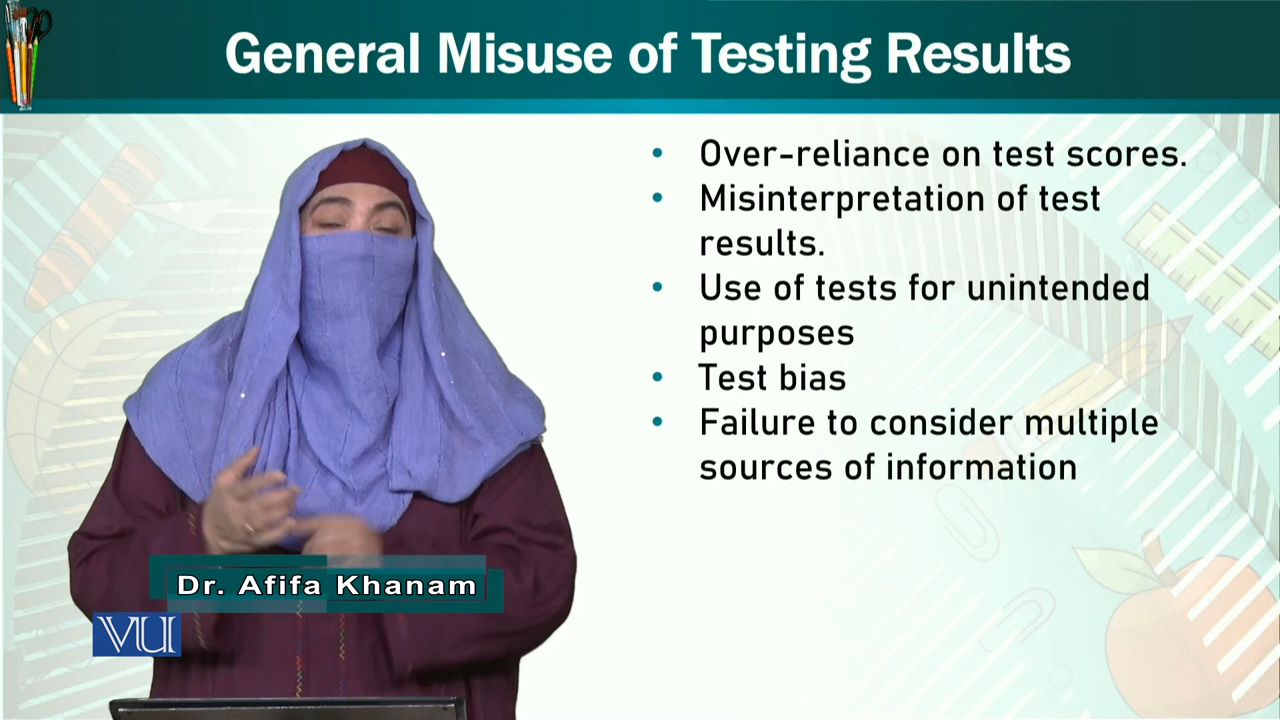 General Misuse of Testing Results
• Over-reliance on test scores.
• Misinterpretation of test
results.
• Use of tests for unintended
purposes
• Test bias
• Failure to consider multiple
sources of information
Dr. Afifa Khanam
VU